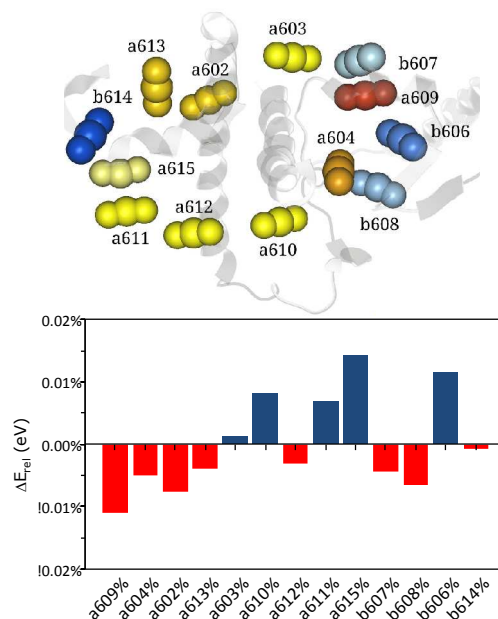 a603
a613
a602
b607
b614
a609
a604
b606
a615
a612
b608
a611
a610
0.02%
0.01%
0.00%
!0.01%
!0.02%
ΔErel (eV)
a609% a604% a602% a613% a603% a610% a612% a611% a615% b607% b608% b606% b614%